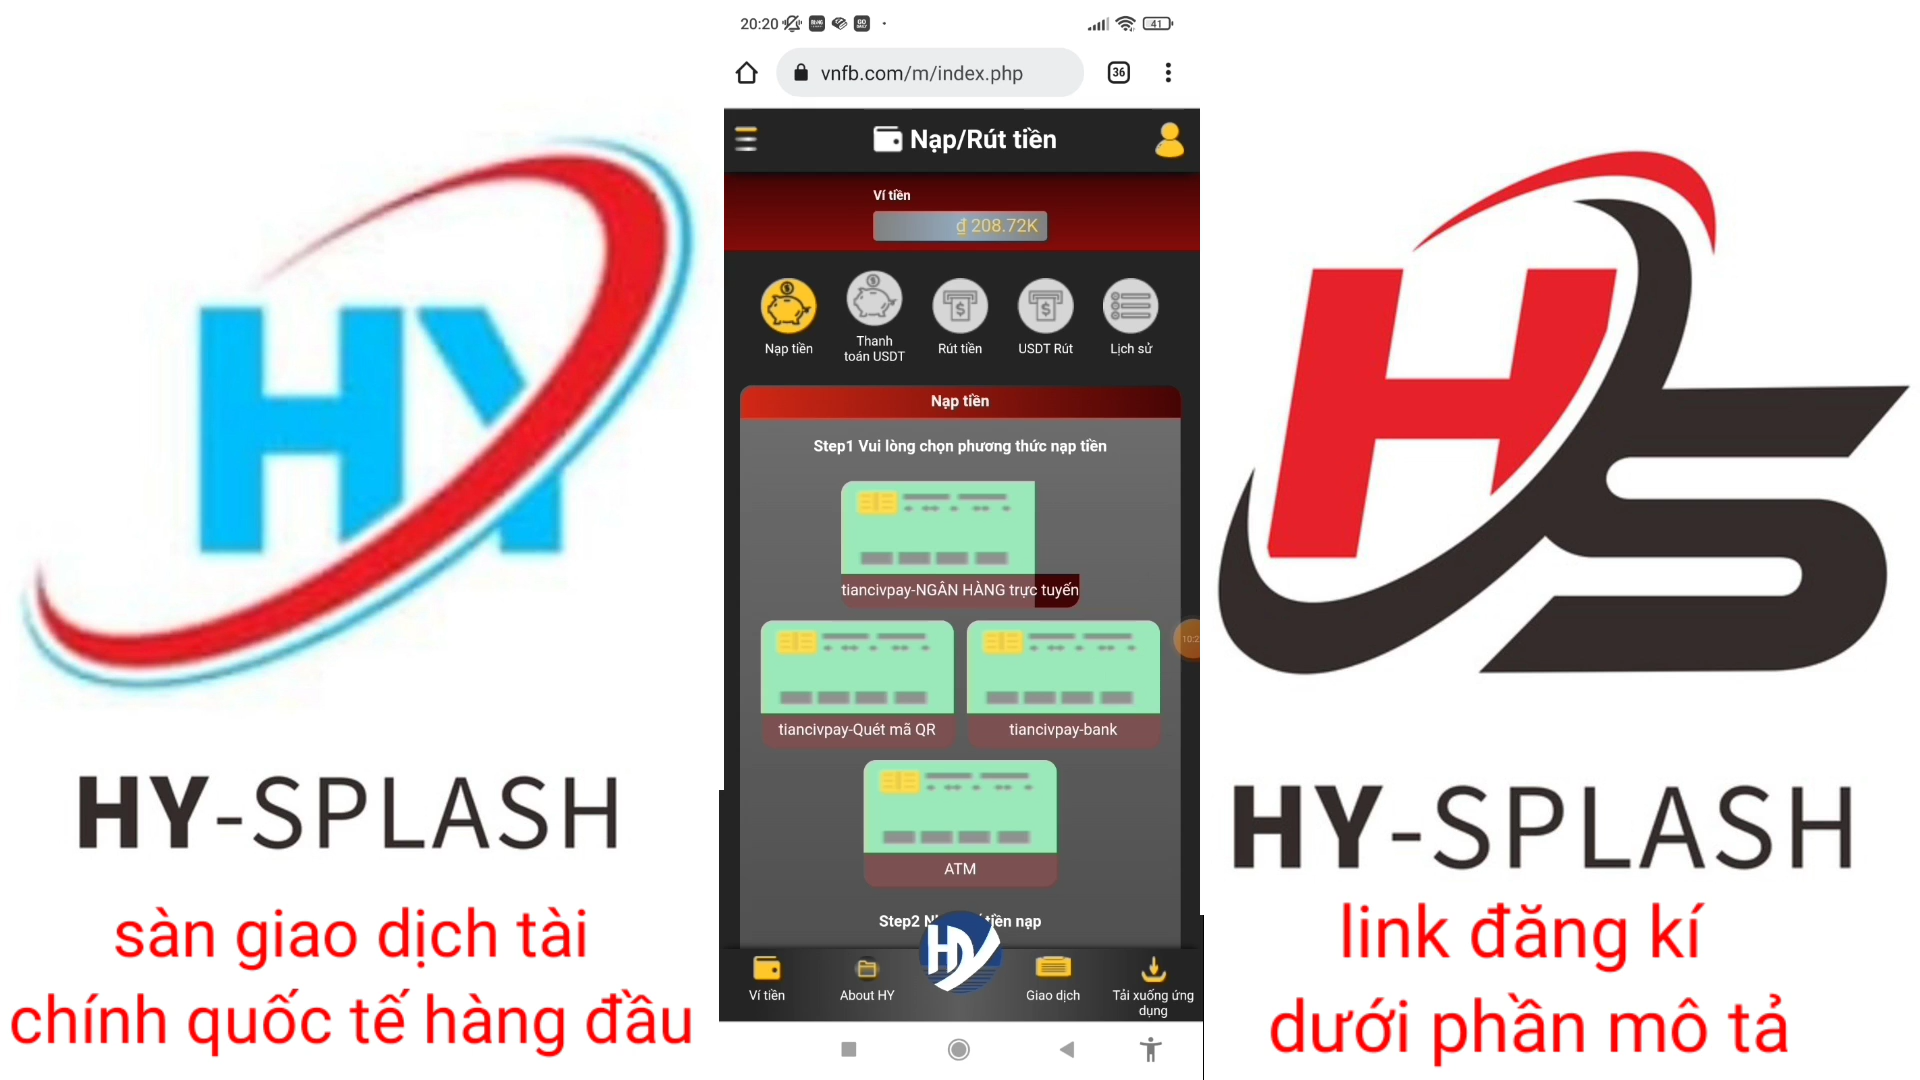 HY
HY-SPLASH
sàn giao dịch tài
chính quốc tế hàng đầu
20:20
41
vnfb.com/m/index.php
36
Nạp/Rút tiền
Ví tiền
₫ 208.72K
Nạp tiền
Thanh
toán USDT
Rút tiền
USDT Rút
Lịch sử
Nạp tiền
Step1 Vui lòng chọn phương thức nạp tiền
tiancivpay-NGÂN HÀNG trực tuyến
tiancivpay-Quét mã QR
tiancivpay-bank
ATM
Step2 tiền nạp
HY
Ví tiền
About HY
Giao dịch
Tải xuống ứng
dụng
HS
HY-SPLASH
link đăng kí
dưới phần mô tả